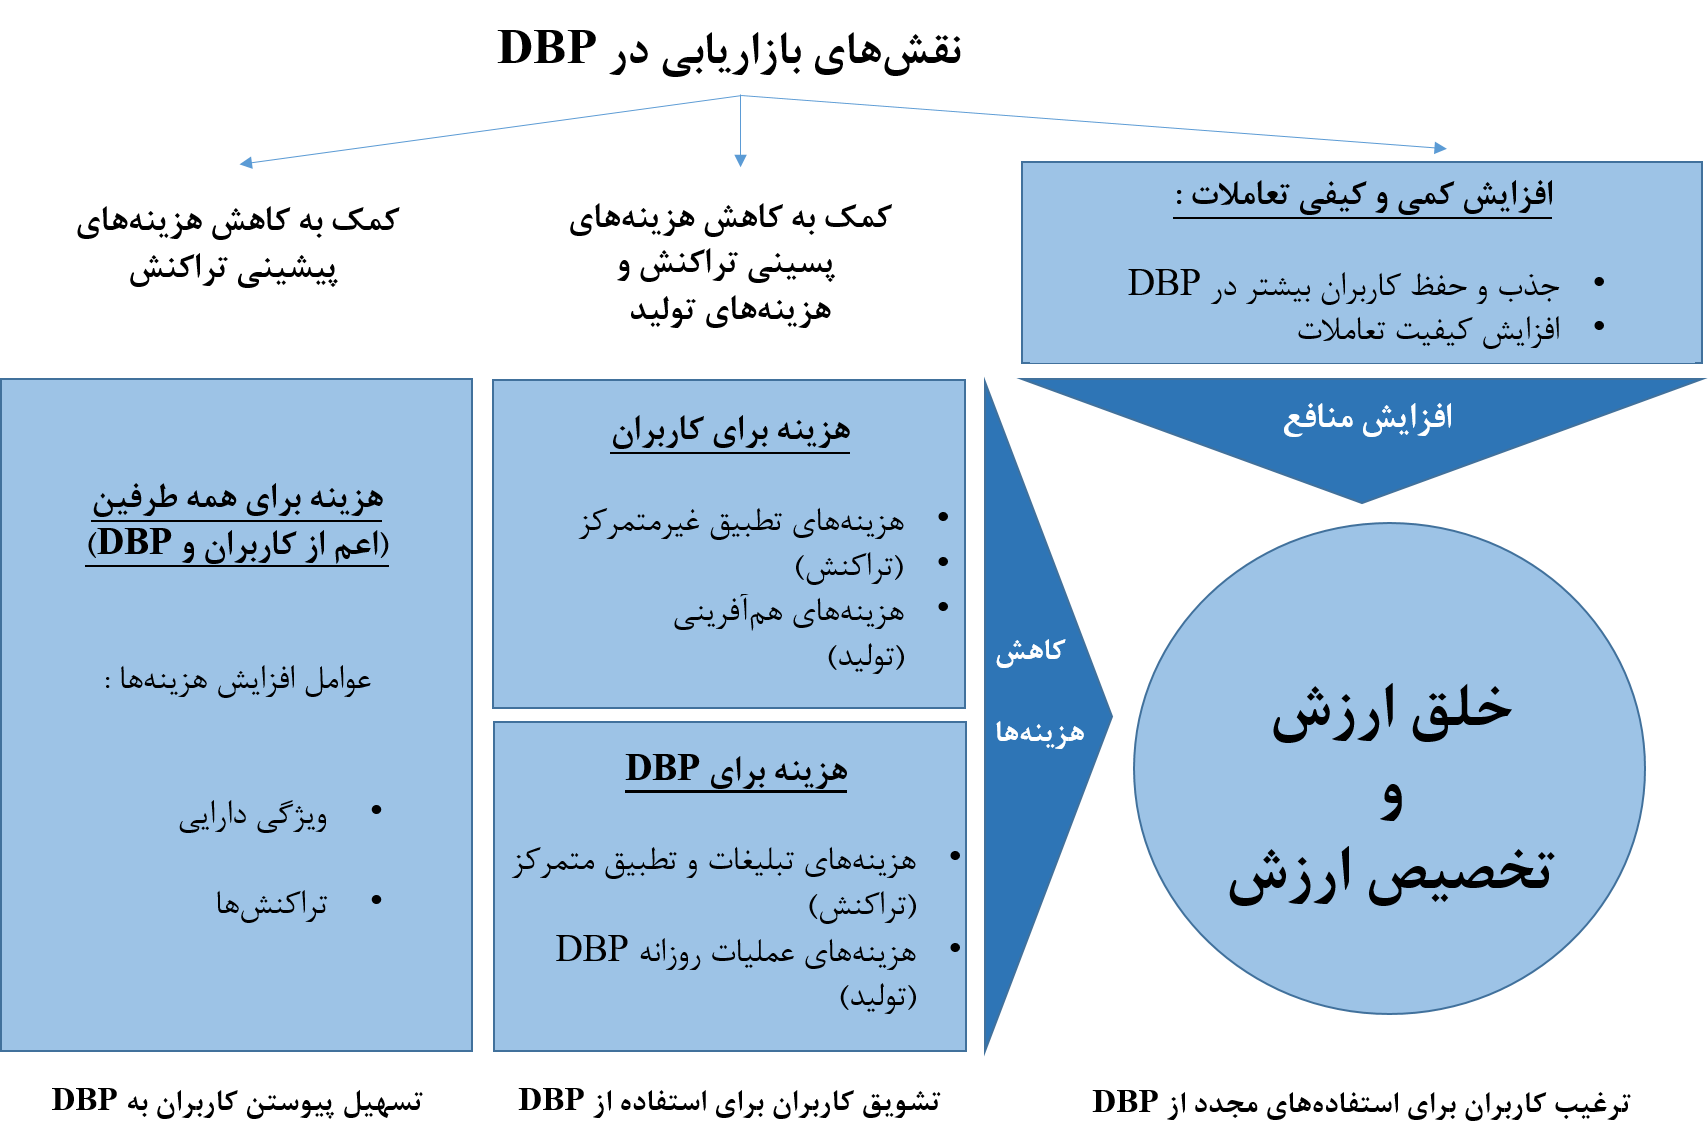 نقش‌های بازاریابی در DBP
افزایش کمی و کیفی تعاملات :
• جذب و حفظ کاربران بیشتر در DBP
• افزایش کیفیت تعاملات
افزایش منافع
کمک به کاهش هزینه‌های
پسینی تراکنش و
هزینه‌های تولید
کمک به کاهش هزینه‌های
پیشینی تراکنش
هزینه برای کاربران
• هزینه‌های تطبیق غیرمتمرکز
• (تراکنش)
• هزینه‌های هم‌آفرینی
(تولید)
هزینه برای DBP
• هزینه‌های تبلیغات و تطبیق متمرکز
(تراکنش)
• هزینه‌های عملیات روزانه DBP
(تولید)
هزینه برای همه طرفین
(اعم از کاربران و DBP)
عوامل افزایش هزینه‌ها :
• ویژگی دارایی
• تراکنش‌ها
کاهش
هزینه‌ها
خلق ارزش
و
تخصیص ارزش
ترغیب کاربران برای استفاده‌های مجدد از DBP
تشویق کاربران برای استفاده از DBP
تسهیل پیوستن کاربران به DBP